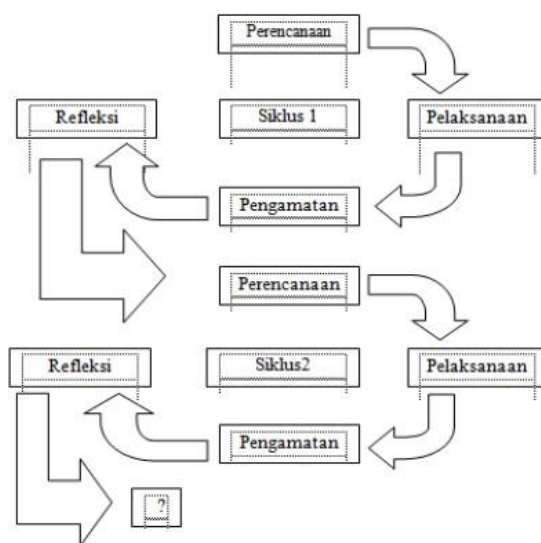 Perencanaan
Refleksi
Siklus 1
Pelaksanaan
Pengamatan
Perencanaan
Refleksi
Siklus2
Pelaksanaan
Pengamatan
?